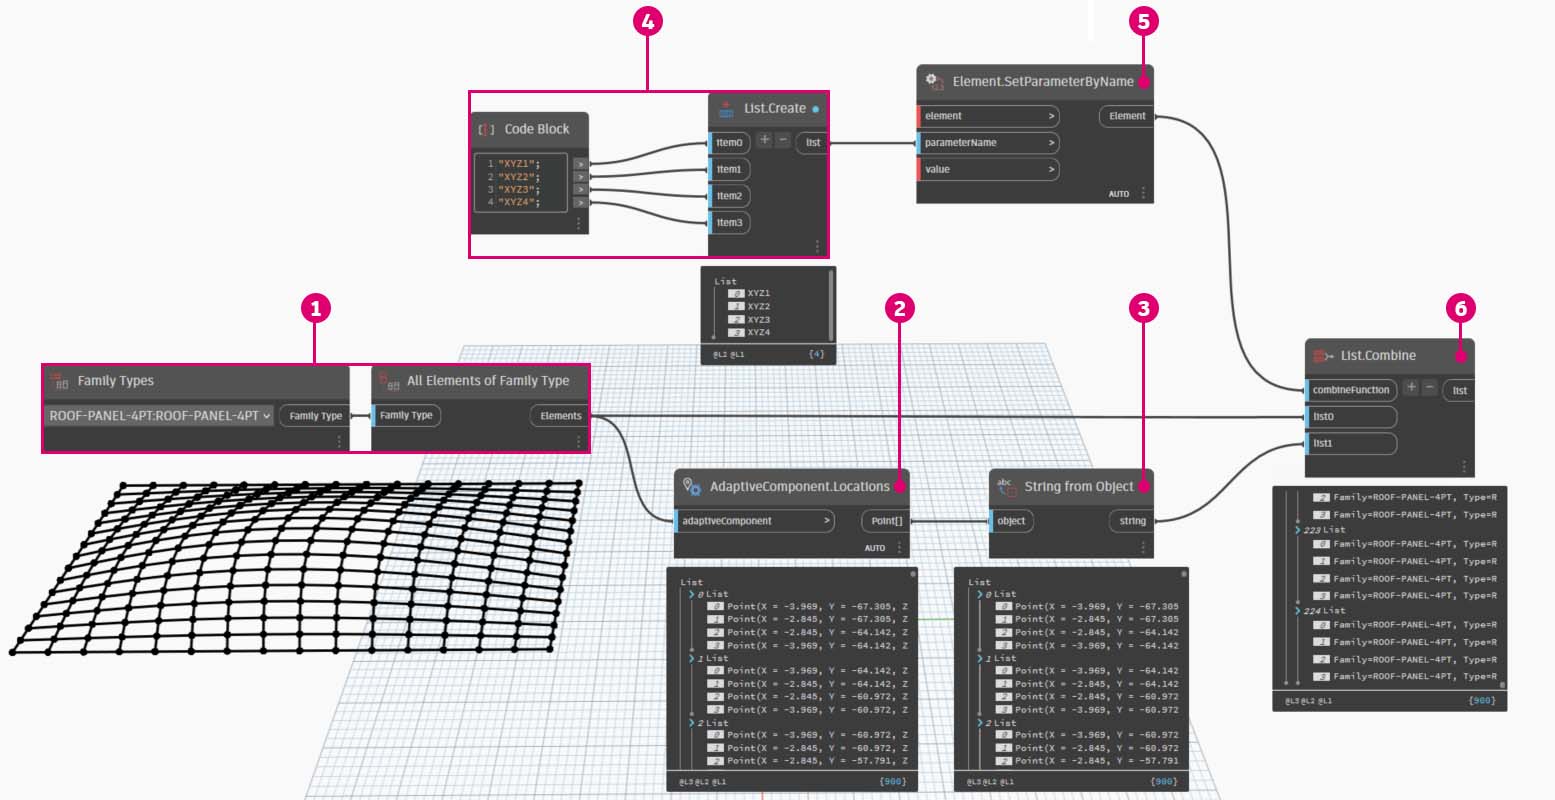 4
5
Code Block
1 "XYZ1"; >
2 "XYZ2"; >
3 "XYZ3"; >
4 "XYZ4"; >
List.Create
item0 + - list
item1
item2
item3
Element.SetParameterByName
element > Element
parameterName >
value >
AUTO
List
0 XYZ1
1 XYZ2
2 XYZ3
3 XYZ4
@L2 @L1 {4}
1
2
3
6
Family Types
ROOF-PANEL-4PT:ROOF-PANEL-4PT Family Type
All Elements of Family Type
Family Type Elements
AdaptiveComponent.Locations
adaptiveComponent > Point[]
AUTO
String from Object
object string
List.Combine
combineFunction + - list
list0
list1
List
0 List
0 Point(X = -3.969, Y = -67.305, Z
1 Point(X = -2.845, Y = -67.305, Z
2 Point(X = -2.845, Y = -64.142, Z
3 Point(X = -3.969, Y = -64.142, Z
1 List
0 Point(X = -3.969, Y = -64.142, Z
1 Point(X = -2.845, Y = -64.142, Z
2 Point(X = -2.845, Y = -60.972, Z
3 Point(X = -3.969, Y = -60.972, Z
2 List
0 Point(X = -3.969, Y = -60.972, Z
1 Point(X = -2.845, Y = -60.972, Z
2 Point(X = -2.845, Y = -57.791, Z
@L3 @L2 @L1 {900}
List
0 List
0 Point(X = -3.969, Y = -67.305
1 Point(X = -2.845, Y = -67.305
2 Point(X = -2.845, Y = -64.142
3 Point(X = -3.969, Y = -64.142
1 List
0 Point(X = -3.969, Y = -64.142
1 Point(X = -2.845, Y = -64.142
2 Point(X = -2.845, Y = -60.972
3 Point(X = -3.969, Y = -60.972
2 List
0 Point(X = -3.969, Y = -60.972
1 Point(X = -2.845, Y = -60.972
2 Point(X = -2.845, Y = -57.791
@L3 @L2 @L1 {900}
2 Family=ROOF-PANEL-4PT, Type=R
3 Family=ROOF-PANEL-4PT, Type=R
223 List
0 Family=ROOF-PANEL-4PT, Type=R
1 Family=ROOF-PANEL-4PT, Type=R
2 Family=ROOF-PANEL-4PT, Type=R
3 Family=ROOF-PANEL-4PT, Type=R
224 List
0 Family=ROOF-PANEL-4PT, Type=R
1 Family=ROOF-PANEL-4PT, Type=R
2 Family=ROOF-PANEL-4PT, Type=R
3 Family=ROOF-PANEL-4PT, Type=R
@L3 @L2 @L1 {900}